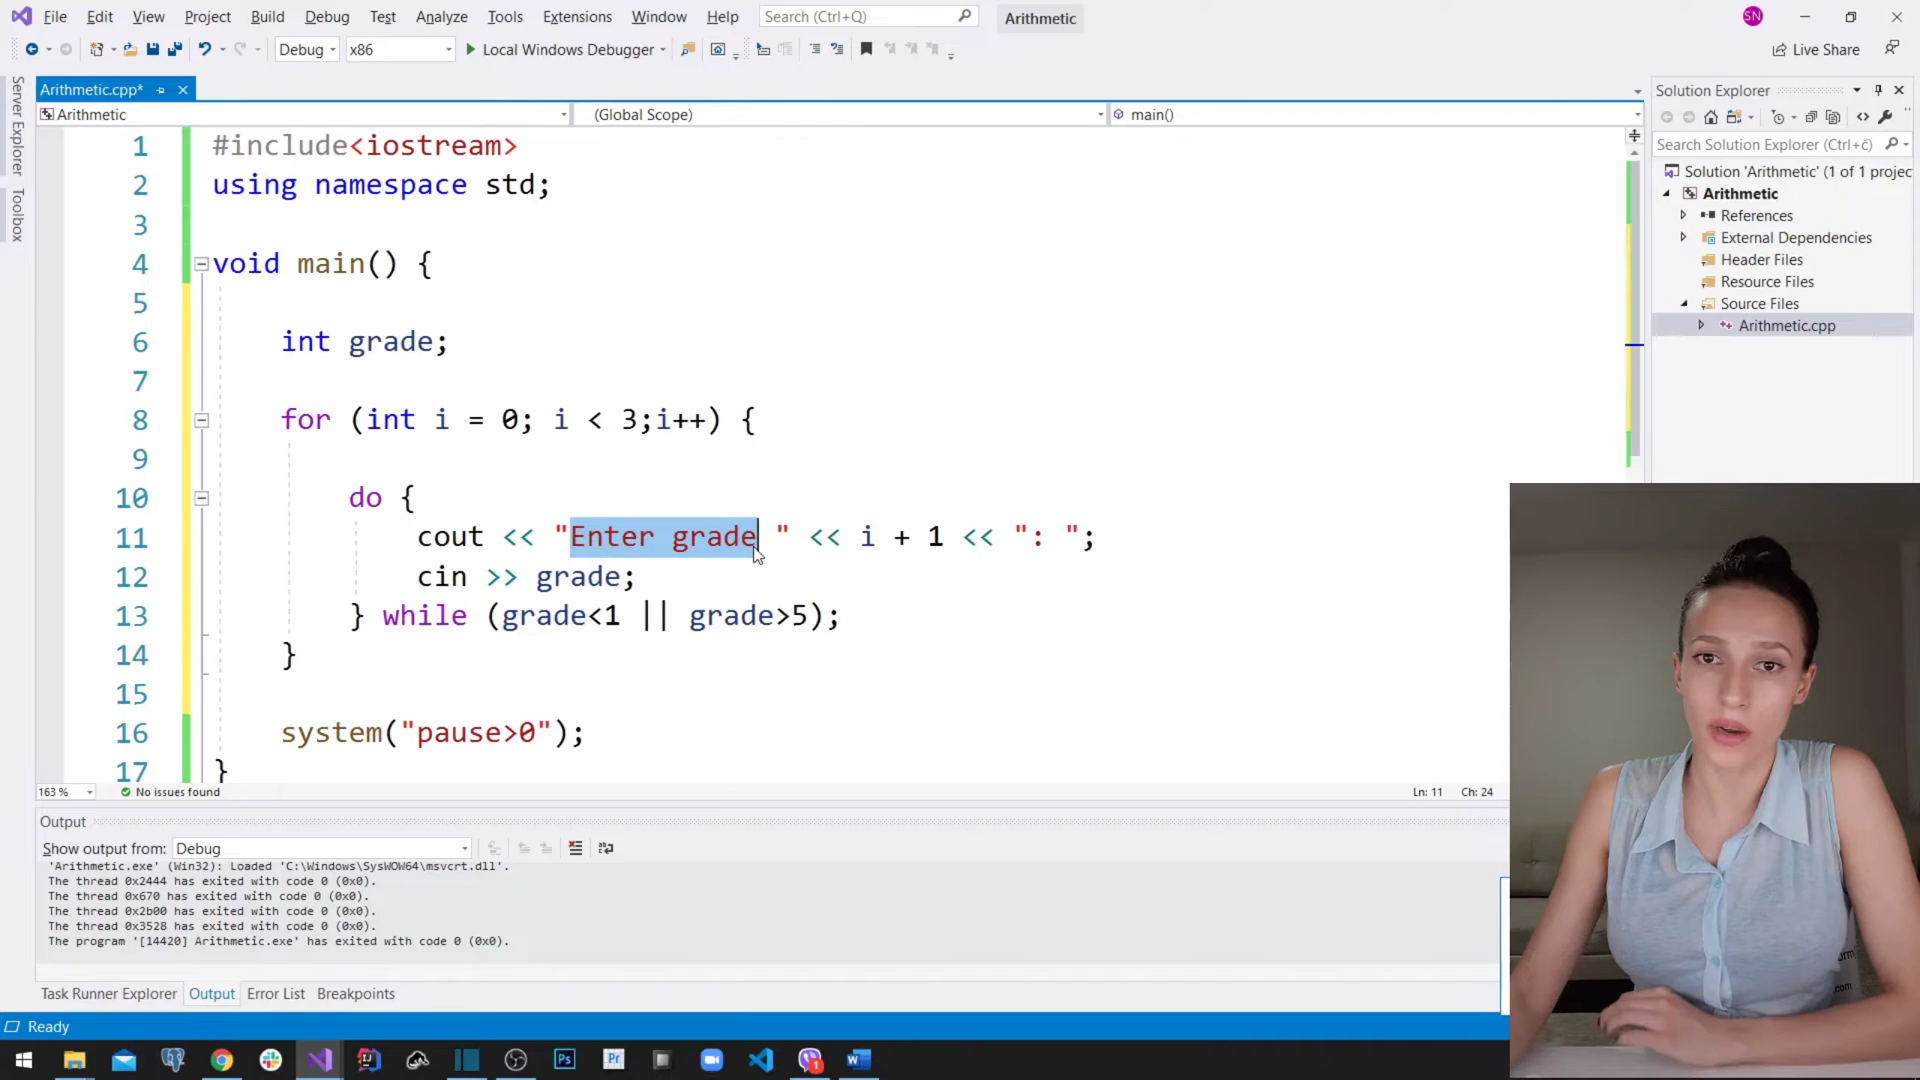 File Edit View Project Build Debug Test Analyze Tools Extensions Window Help Search (Ctrl+Q) Arithmetic SN
Debug x86 Local Windows Debugger Live Share
Server Explorer
Toolbox
Arithmetic.cpp*
Arithmetic (Global Scope) main()
1 #include<iostream>
2 using namespace std;
3
4 void main() {
5
6 int grade;
7
8 for (int i = 0; i < 3;i++) {
9
10 do {
11 cout << "Enter grade " << i + 1 << ": ";
12 cin >> grade;
13 } while (grade<1 || grade>5);
14 }
15
16 system("pause>0");
17 }
163 % No issues found Ln: 11 Ch: 24
Output
Show output from: Debug
'Arithmetic.exe' (Win32): Loaded 'C:\Windows\SysWOW64\msvcrt.dll'.
The thread 0x2444 has exited with code 0 (0x0).
The thread 0x670 has exited with code 0 (0x0).
The thread 0x2b00 has exited with code 0 (0x0).
The thread 0x3528 has exited with code 0 (0x0).
The program '[14420] Arithmetic.exe' has exited with code 0 (0x0).
Task Runner Explorer Output Error List Breakpoints
Ready
Solution Explorer
Search Solution Explorer (Ctrl+č)
Solution 'Arithmetic' (1 of 1 projec
Arithmetic
References
External Dependencies
Header Files
Resource Files
Source Files
Arithmetic.cpp
Ps Pr 1